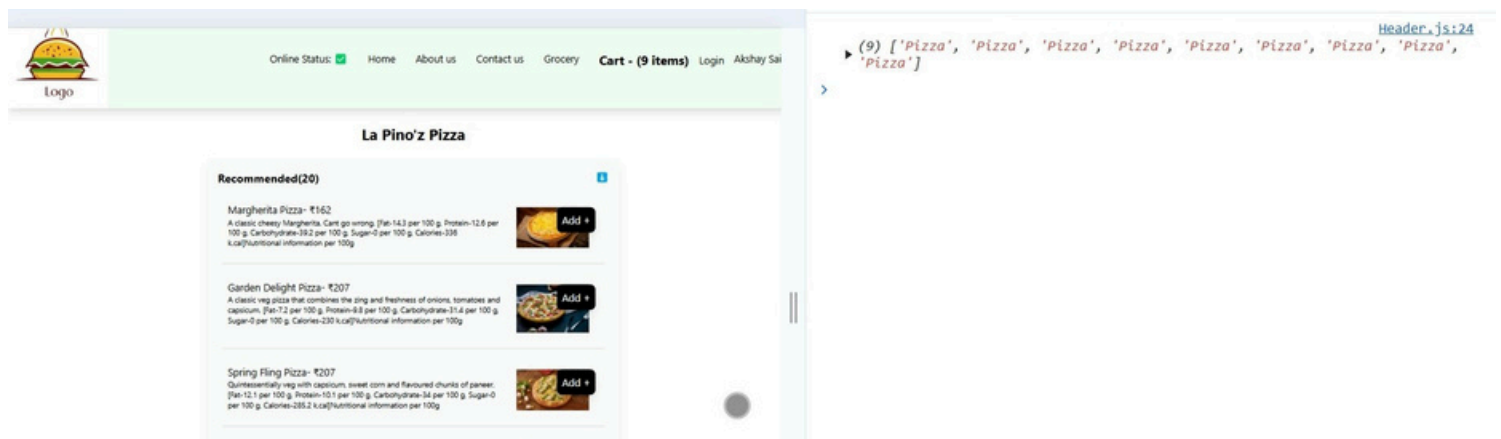 Logo
Online Status: ✅ Home About us Contact us Grocery Cart - (9 items) Login Akshay Sai
La Pino'z Pizza
Recommended(20)
Margherita Pizza- ₹162
A classic cheesy Margherita. Cant go wrong. [Fat-14.3 per 100 g, Protein-12.6 per
100 g, Carbohydrate-39.2 per 100 g, Sugar-0 per 100 g, Calories-336
k.cal]Nutritional information per 100g
Add +
Garden Delight Pizza- ₹207
A classic veg pizza that combines the zing and freshness of onions, tomatoes and
capsicum. [Fat-7.2 per 100 g, Protein-9.8 per 100 g, Carbohydrate-31.4 per 100 g,
Sugar-0 per 100 g, Calories-230 k.cal]Nutritional information per 100g
Add +
Spring Fling Pizza- ₹207
Quintessentially veg with capsicum, sweet corn and flavoured chunks of paneer.
[Fat-12.1 per 100 g, Protein-10.1 per 100 g, Carbohydrate-34 per 100 g, Sugar-0
per 100 g, Calories-285.2 k.cal]Nutritional information per 100g
Add +
Header.js:24
(9) ['Pizza', 'Pizza', 'Pizza', 'Pizza', 'Pizza', 'Pizza', 'Pizza', 'Pizza',
'Pizza']